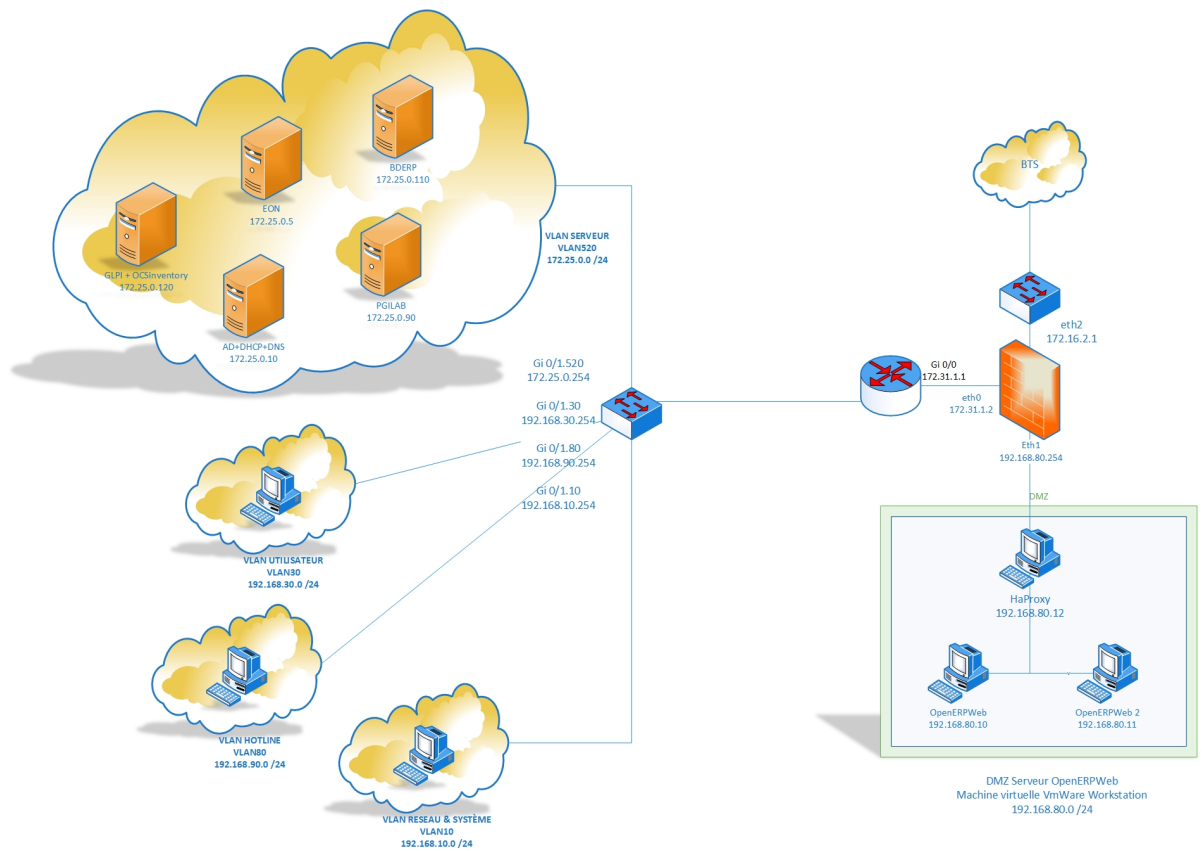 BDERP
172.25.0.110
EON
172.25.0.5
GLPI + OCSinventory
172.25.0.120
PGILAB
172.25.0.90
AD+DHCP+DNS
172.25.0.10
VLAN SERVEUR
VLAN520
172.25.0.0 /24
Gi 0/1.520
172.25.0.254
Gi 0/1.30
192.168.30.254
Gi 0/1.80
192.168.90.254
Gi 0/1.10
192.168.10.254
VLAN UTILISATEUR
VLAN30
192.168.30.0 /24
VLAN HOTLINE
VLAN80
192.168.90.0 /24
VLAN RESEAU & SYSTÈME
VLAN10
192.168.10.0 /24
BTS
eth2
172.16.2.1
Gi 0/0
172.31.1.1
eth0
172.31.1.2
Eth1
192.168.80.254
DMZ
HaProxy
192.168.80.12
OpenERPWeb
192.168.80.10
OpenERPWeb 2
192.168.80.11
DMZ Serveur OpenERPWeb
Machine virtuelle VmWare Workstation
192.168.80.0 /24